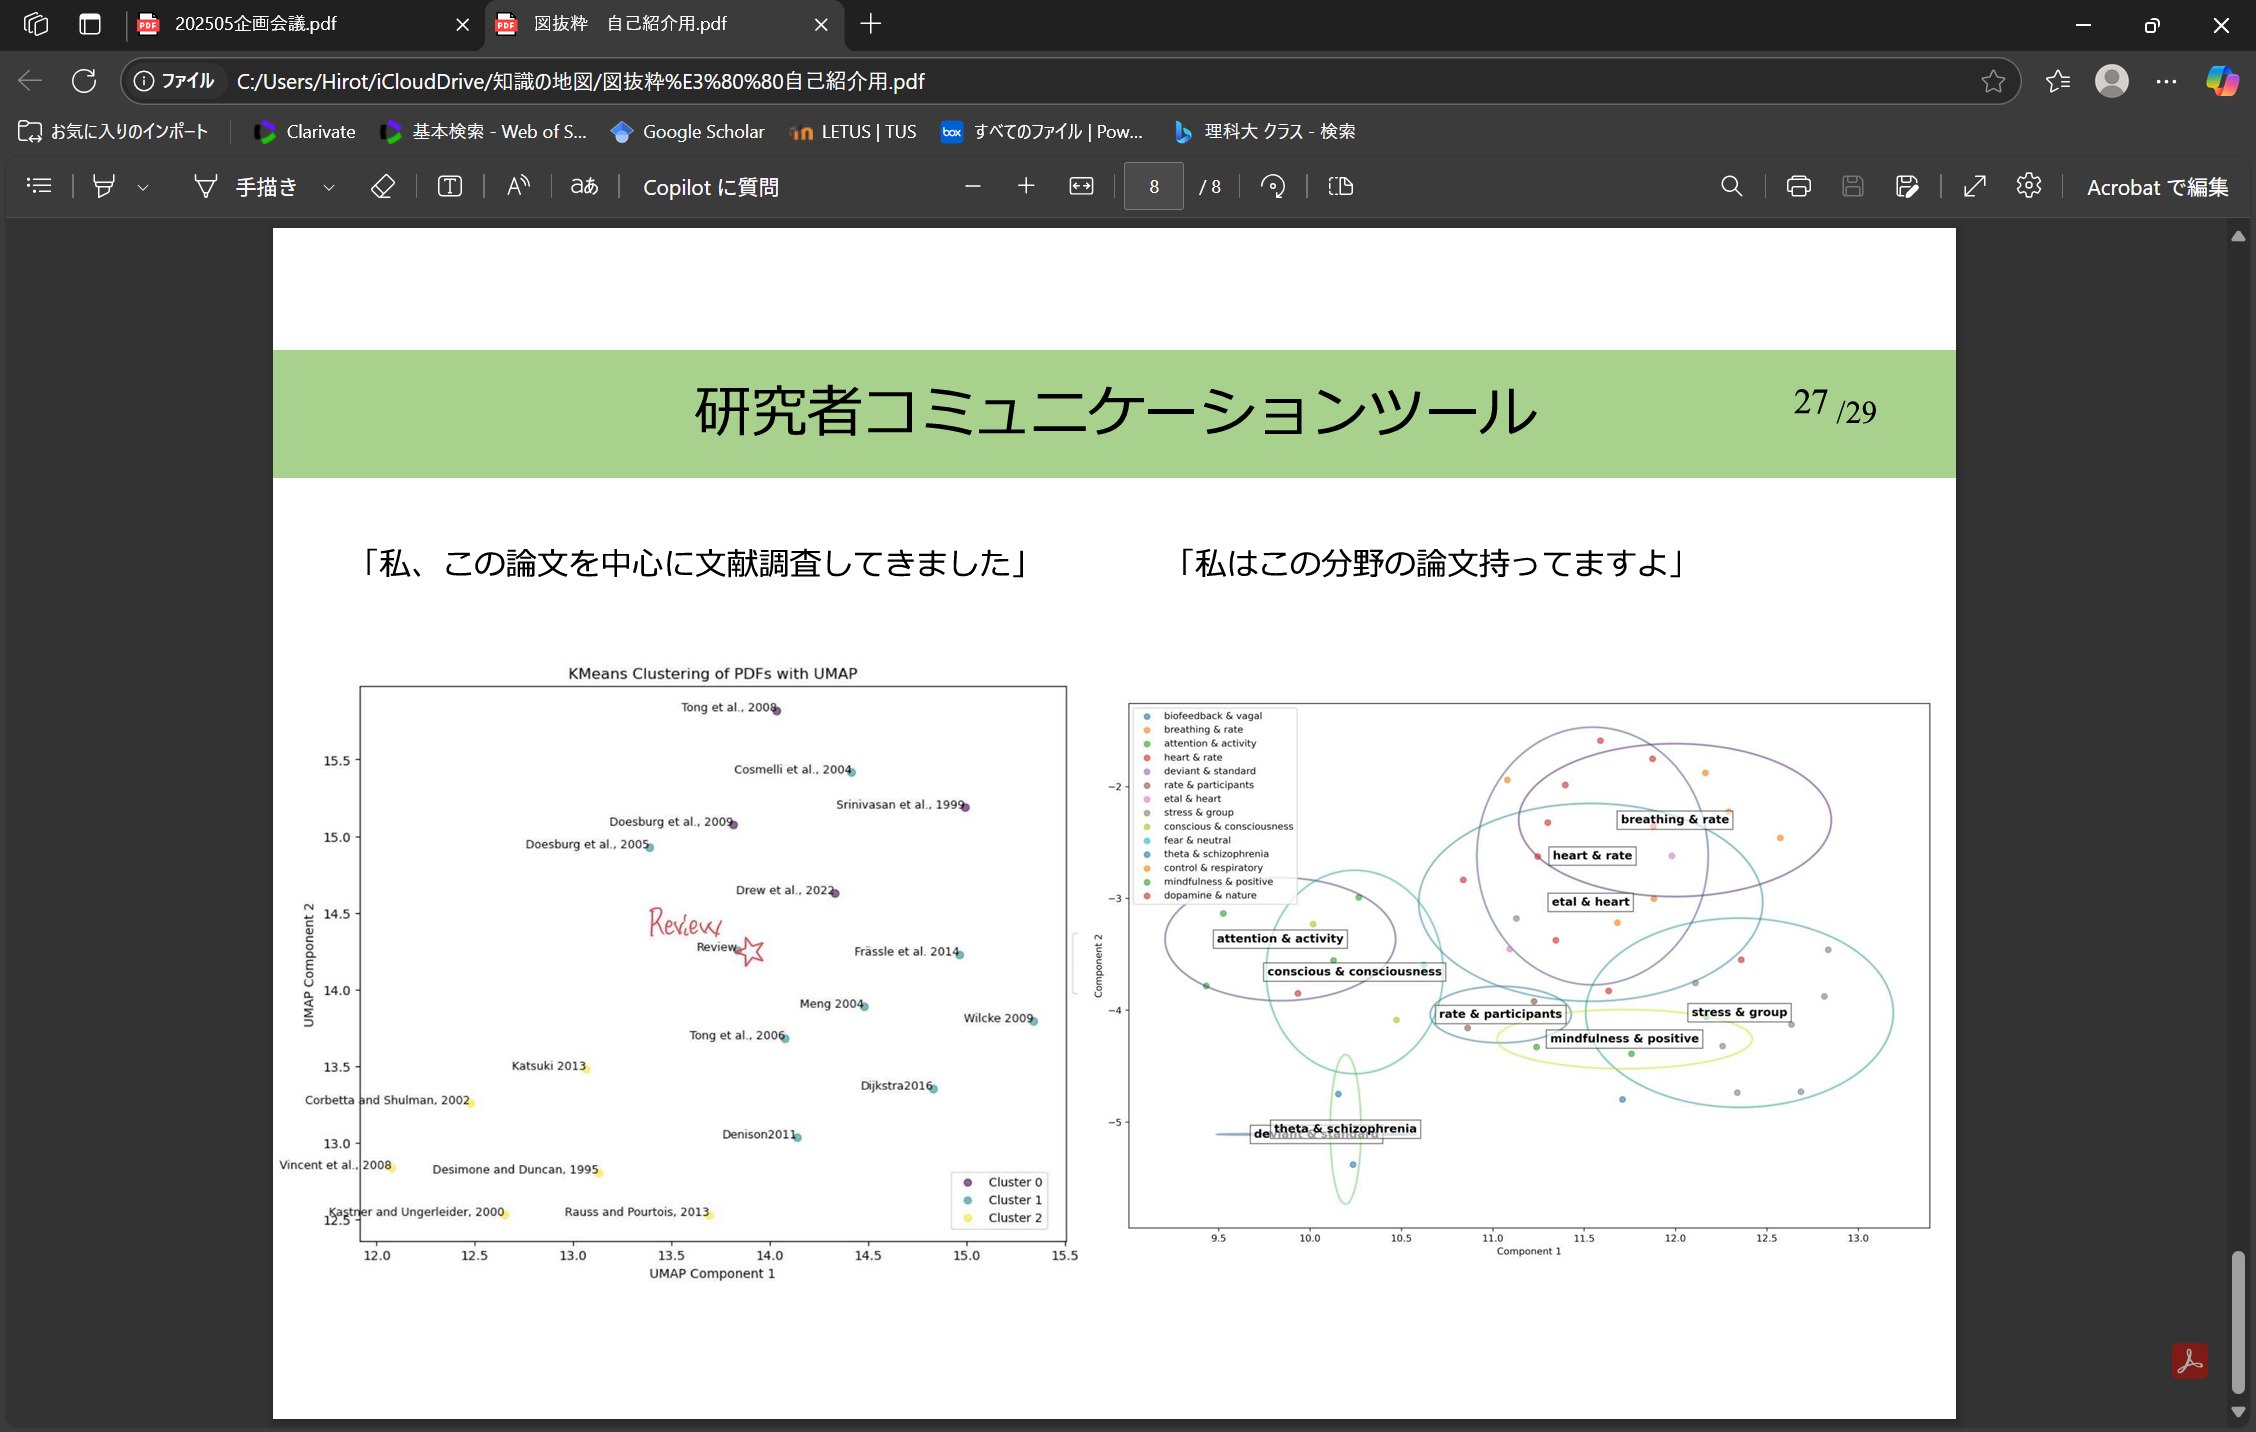 202505企画会議.pdf
図抜粋　自己紹介用.pdf
ファイル
C:/Users/Hirot/iCloudDrive/知識の地図/図抜粋%E3%80%80自己紹介用.pdf
お気に入りのインポート
Clarivate
基本検索 - Web of S...
Google Scholar
LETUS | TUS
box
すべてのファイル | Pow...
理科大 クラス - 検索
手描き
aあ
Copilot に質問
8
/ 8
Acrobat で編集
研究者コミュニケーションツール
27 /29
「私、この論文を中心に文献調査してきました」
「私はこの分野の論文持ってますよ」
KMeans Clustering of PDFs with UMAP
Tong et al., 2008
Cosmelli et al., 2004
Srinivasan et al., 1999
Doesburg et al., 2009
Doesburg et al., 2005
Drew et al., 2022
Review
Review
Frässle et al. 2014
Meng 2004
Wilcke 2009
Tong et al., 2006
Katsuki 2013
Dijkstra2016
Corbetta and Shulman, 2002
Denison2011
Vincent et al., 2008
Desimone and Duncan, 1995
Kastner and Ungerleider, 2000
Rauss and Pourtois, 2013
Cluster 0
Cluster 1
Cluster 2
15.5
15.0
14.5
14.0
13.5
13.0
12.5
UMAP Component 2
12.0 12.5 13.0 13.5 14.0 14.5 15.0 15.5
UMAP Component 1
biofeedback & vagal
breathing & rate
attention & activity
heart & rate
deviant & standard
rate & participants
etal & heart
stress & group
conscious & consciousness
fear & neutral
theta & schizophrenia
control & respiratory
mindfulness & positive
dopamine & nature
breathing & rate
heart & rate
etal & heart
attention & activity
conscious & consciousness
rate & participants
stress & group
mindfulness & positive
theta & schizophrenia
deviant & standard
−2
−3
−4
−5
Component 2
9.5 10.0 10.5 11.0 11.5 12.0 12.5 13.0
Component 1